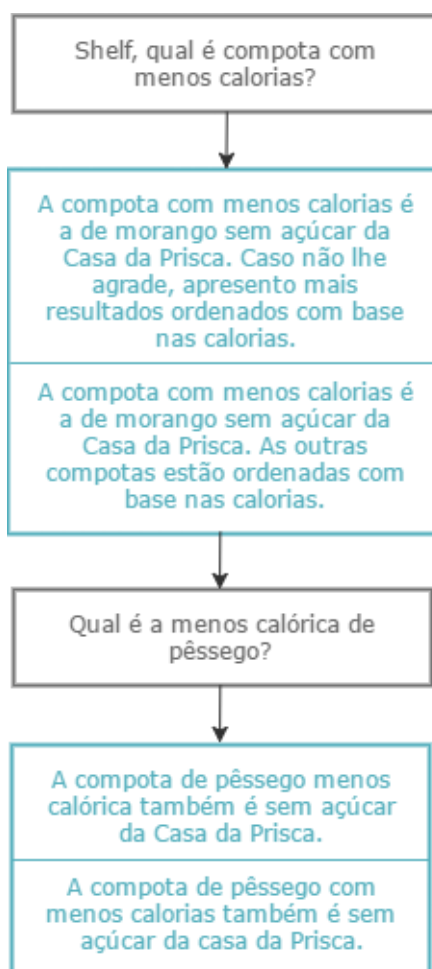 Shelf, qual é compota com
menos calorias?
A compota com menos calorias é
a de morango sem açúcar da
Casa da Prisca. Caso não lhe
agrade, apresento mais
resultados ordenados com base
nas calorias.
A compota com menos calorias é
a de morango sem açúcar da
Casa da Prisca. As outras
compotas estão ordenadas com
base nas calorias.
Qual é a menos calórica de
pêssego?
A compota de pêssego menos
calórica também é sem açúcar
da Casa da Prisca.
A compota de pêssego com
menos calorias também é sem
açúcar da casa da Prisca.